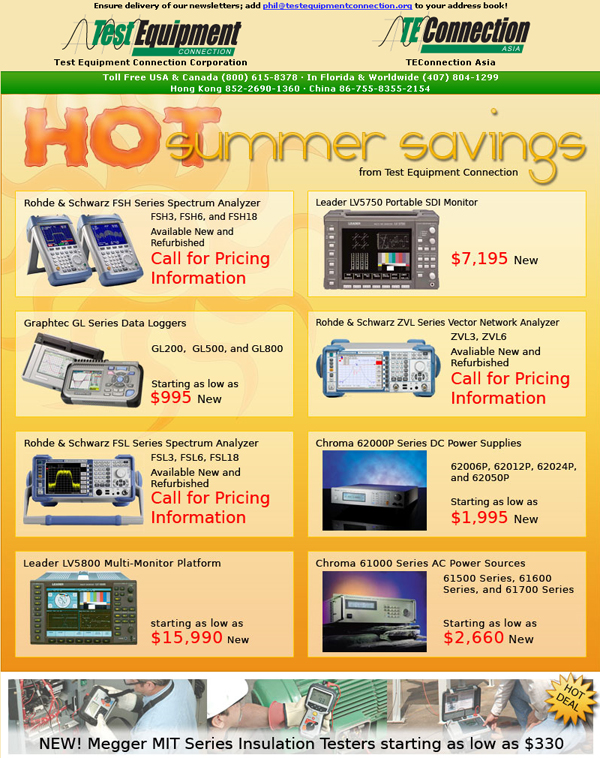 Ensure delivery of our newsletters; add phil@testequipmentconnection.org to your address book!
Test Equipment
CONNECTION
Test Equipment Connection Corporation
TEConnection
ASIA
TEConnection Asia
Toll Free USA & Canada (800) 615-8378 · In Florida & Worldwide (407) 804-1299
Hong Kong 852-2690-1360 · China 86-755-8355-2154
HOT summer savings
from Test Equipment Connection
Rohde & Schwarz FSH Series Spectrum Analyzer
FSH3, FSH6, and FSH18
Available New and
Refurbished
Call for Pricing
Information
Leader LV5750 Portable SDI Monitor
$7,195 New
Graphtec GL Series Data Loggers
GL200, GL500, and GL800
Starting as low as
$995 New
Rohde & Schwarz ZVL Series Vector Network Analyzer
ZVL3, ZVL6
Avaliable New and
Refurbished
Call for Pricing
Information
Rohde & Schwarz FSL Series Spectrum Analyzer
FSL3, FSL6, FSL18
Available New and
Refurbished
Call for Pricing
Information
Chroma 62000P Series DC Power Supplies
62006P, 62012P, 62024P,
and 62050P
Starting as low as
$1,995 New
Leader LV5800 Multi-Monitor Platform
starting as low as
$15,990 New
Chroma 61000 Series AC Power Sources
61500 Series, 61600
Series, and 61700 Series
starting as low as
$2,660 New
HOT
DEAL
NEW! Megger MIT Series Insulation Testers starting as low as $330